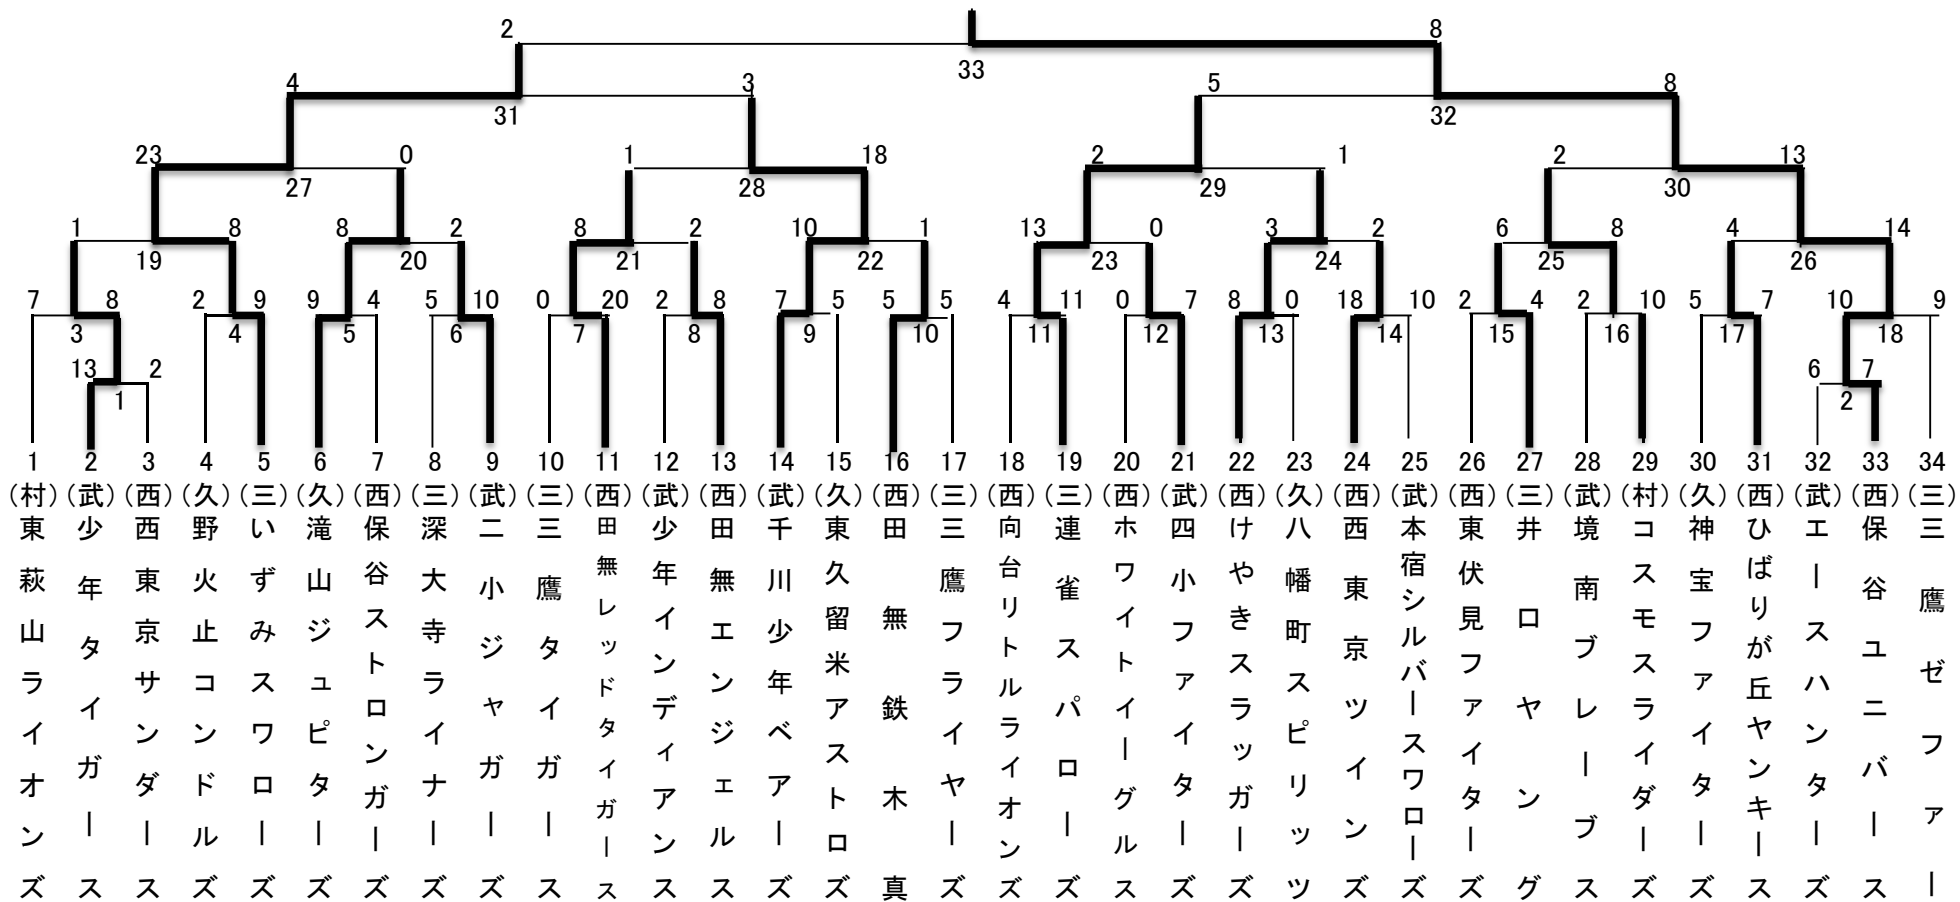 2 8
33
4 3 5 8
31 32
23 0 1 18 2 1 2 13
27 28 29 30
1 8 8 2 8 2 10 1 13 0 3 2 6 8 4 14
19 20 21 22 23 24 25 26
7 8 2 9 9 4 5 10 0 20 2 8 7 5 5 5 4 11 0 7 8 0 18 10 2 4 2 10 5 7 10 9
3 4 5 6 7 8 9 10 11 12 13 14 15 16 17 18
13 2 6 7
1 2
1 (村) 東萩山ライオンズ
2 (武) 少年タイガース
3 (西) 西東京サンダース
4 (久) 野火止コンドルズ
5 (三) いずみスワローズ
6 (久) 滝山ジュピターズ
7 (西) 保谷ストロンガーズ
8 (三) 深大寺ライナーズ
9 (武) 二小ジャガーズ
10 (三) 三鷹タイガース
11 (西) 田無レッドタイガース
12 (武) 少年インディアンス
13 (西) 田無エンジェルス
14 (武) 千川少年ベアーズ
15 (久) 東久留米アストロズ
16 (西) 田無鉄木真
17 (三) 三鷹フライヤーズ
18 (西) 向台リトルライオンズ
19 (三) 連雀スパローズ
20 (西) ホワイトイーグルス
21 (武) 四小ファイターズ
22 (西) けやきスラッガーズ
23 (久) 八幡町スピリッツ
24 (西) 西東京ツインズ
25 (武) 本宿シルバースワローズ
26 (西) 東伏見ファイターズ
27 (三) 井ロヤング
28 (武) 境南ブレーブス
29 (村) コスモスライダーズ
30 (久) 神宝ファイターズ
31 (西) ひばりが丘ヤンキース
32 (武) エースハンターズ
33 (西) 保谷ユニバース
34 (三) 三鷹ゼファー